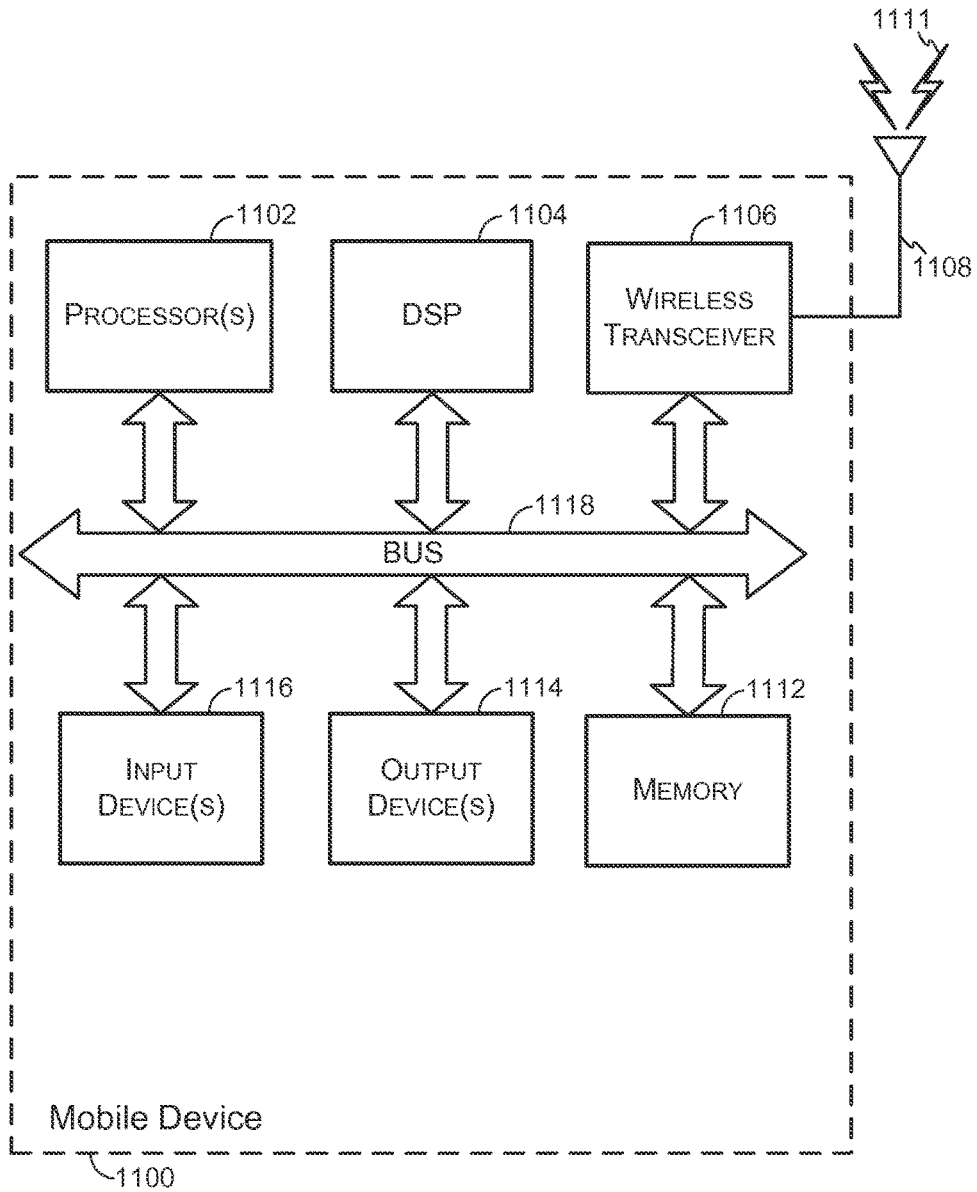 1111
1102
1104
1106
1108
PROCESSOR(S)
DSP
WIRELESS
TRANSCEIVER
1118
BUS
1116
1114
1112
INPUT
DEVICE(S)
OUTPUT
DEVICE(S)
MEMORY
Mobile Device
1100